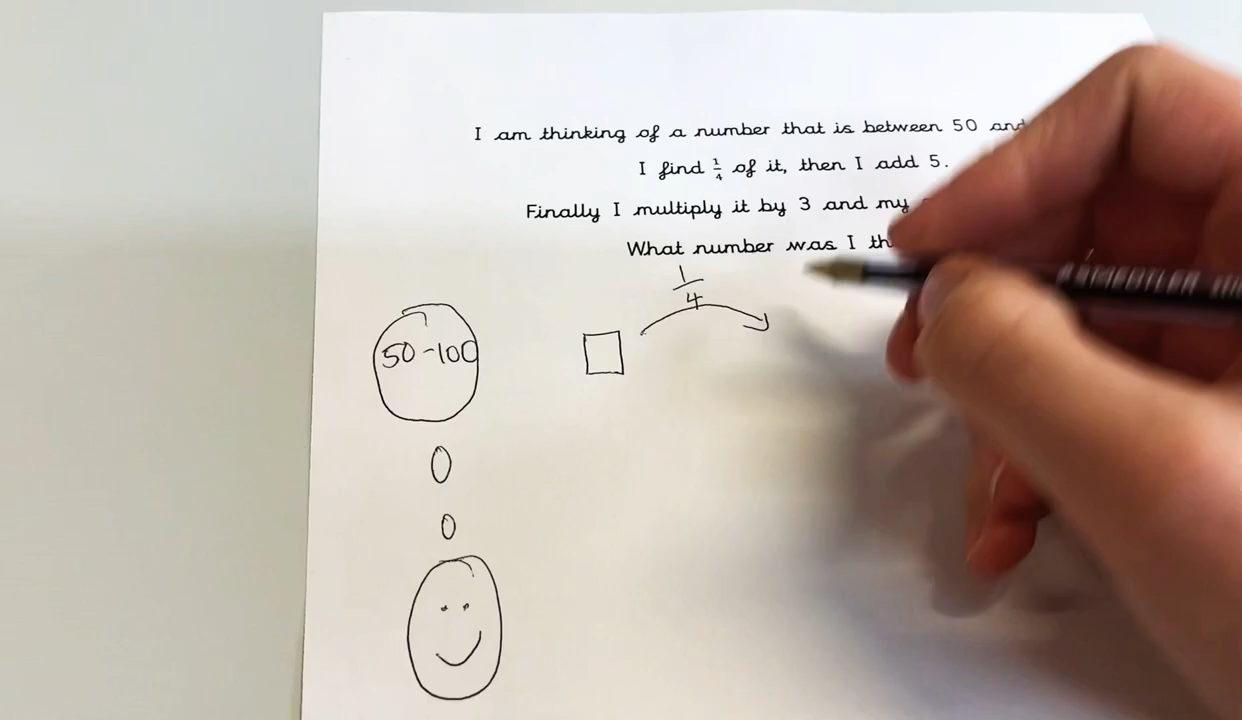 I am thinking of a number that is between 50 and
I find 1/4 of it, then I add 5.
Finally I multiply it by 3 and my
What number was I
1/4
50-100
STAEDTLER